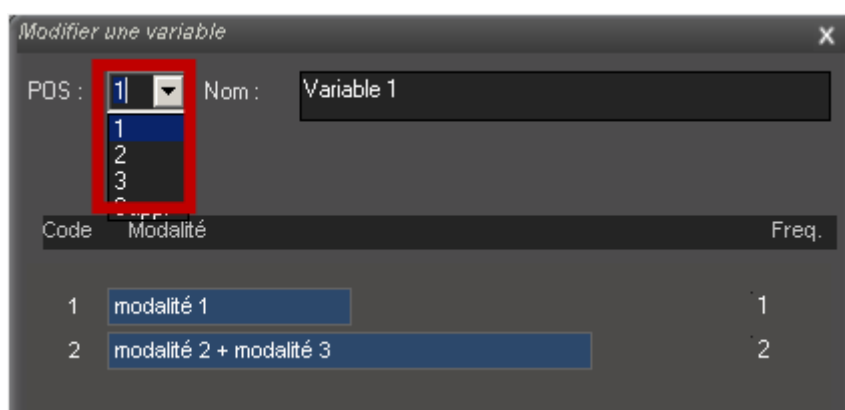 Modifier une variable x
POS : 1 Nom : Variable 1
1
2
3
Code Modalité Freq.
1 modalité 1 1
2 modalité 2 + modalité 3 2